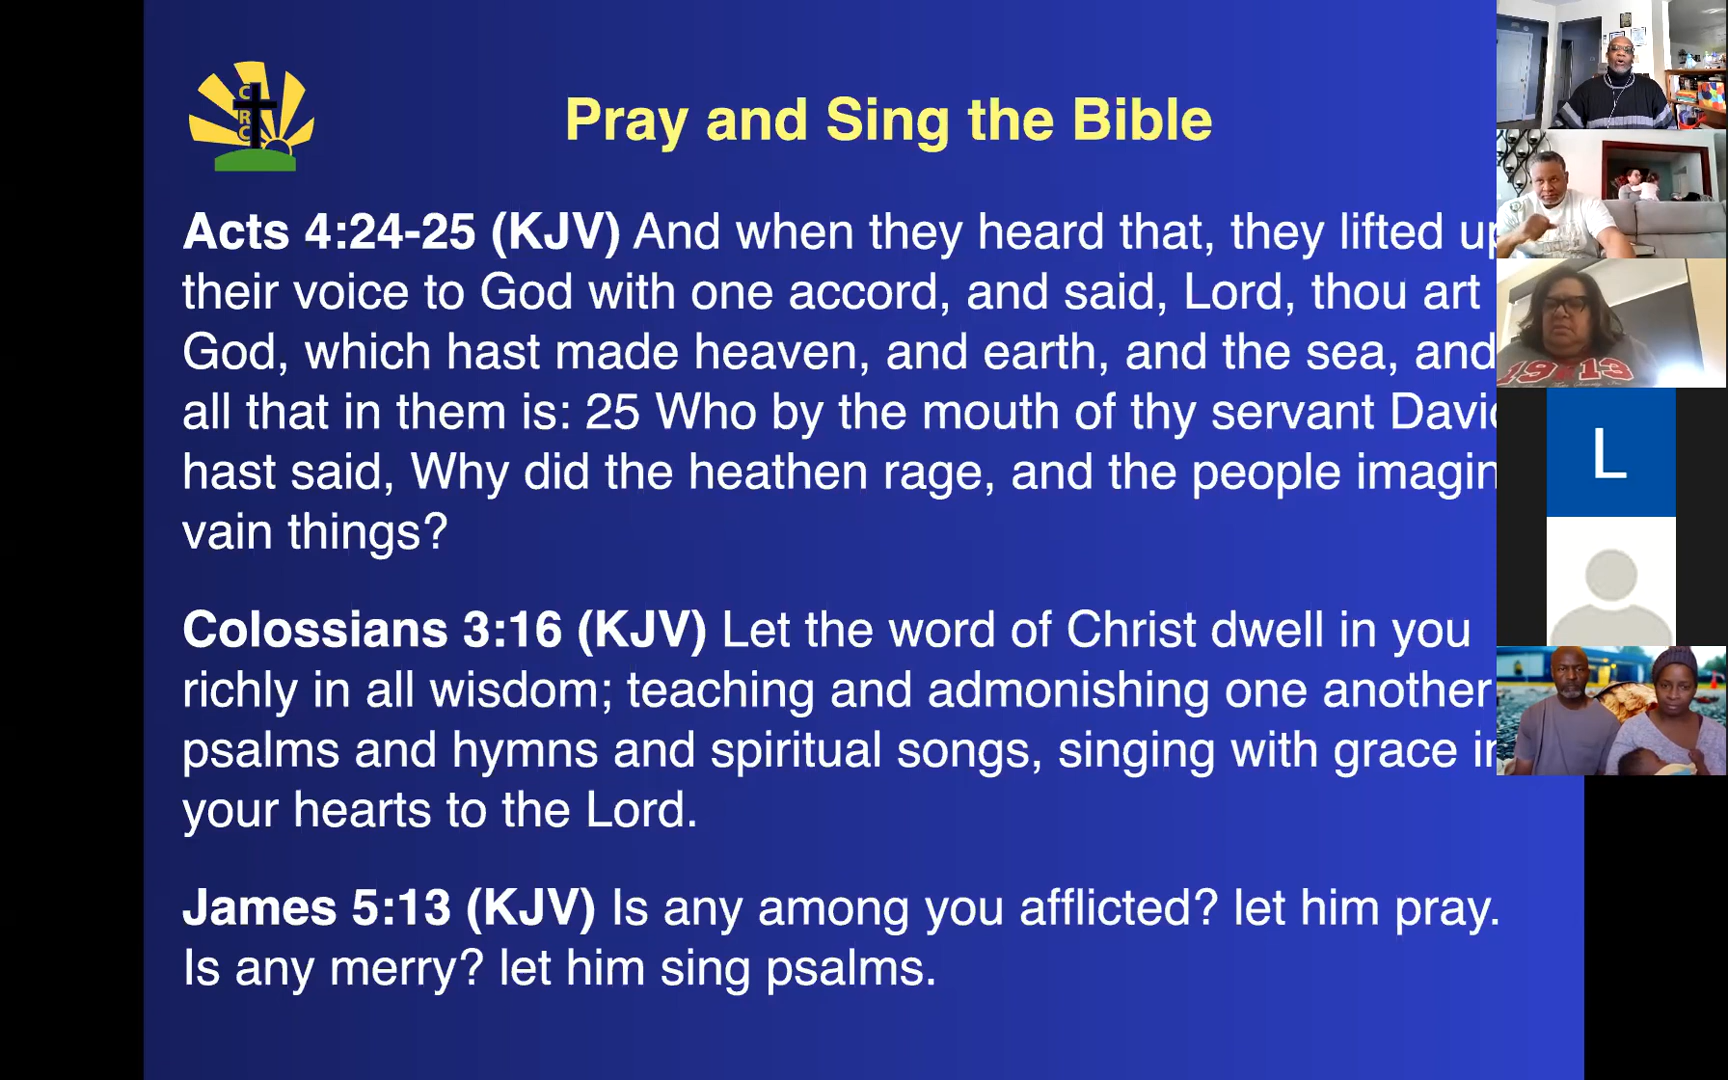 C
R
C
Pray and Sing the Bible
Acts 4:24-25 (KJV) And when they heard that, they lifted up
their voice to God with one accord, and said, Lord, thou art
God, which hast made heaven, and earth, and the sea, and
all that in them is: 25 Who by the mouth of thy servant Davi
hast said, Why did the heathen rage, and the people imagin
vain things?
Colossians 3:16 (KJV) Let the word of Christ dwell in you
richly in all wisdom; teaching and admonishing one another
psalms and hymns and spiritual songs, singing with grace in
your hearts to the Lord.
James 5:13 (KJV) Is any among you afflicted? let him pray.
Is any merry? let him sing psalms.
1913
L